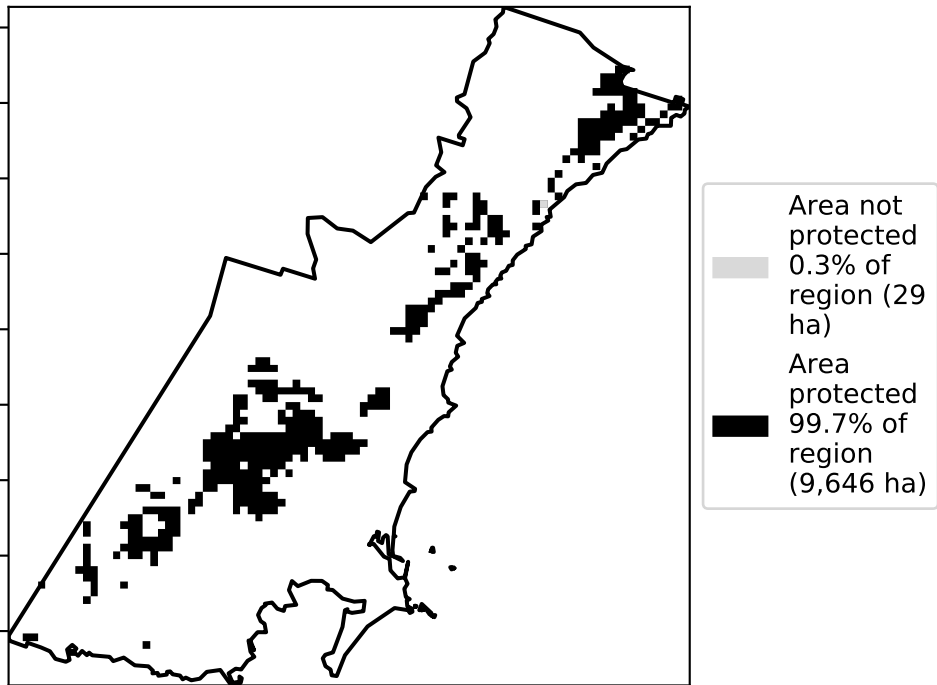 Area not
protected
0.3% of
region (29
ha)
Area
protected
99.7% of
region
(9,646 ha)